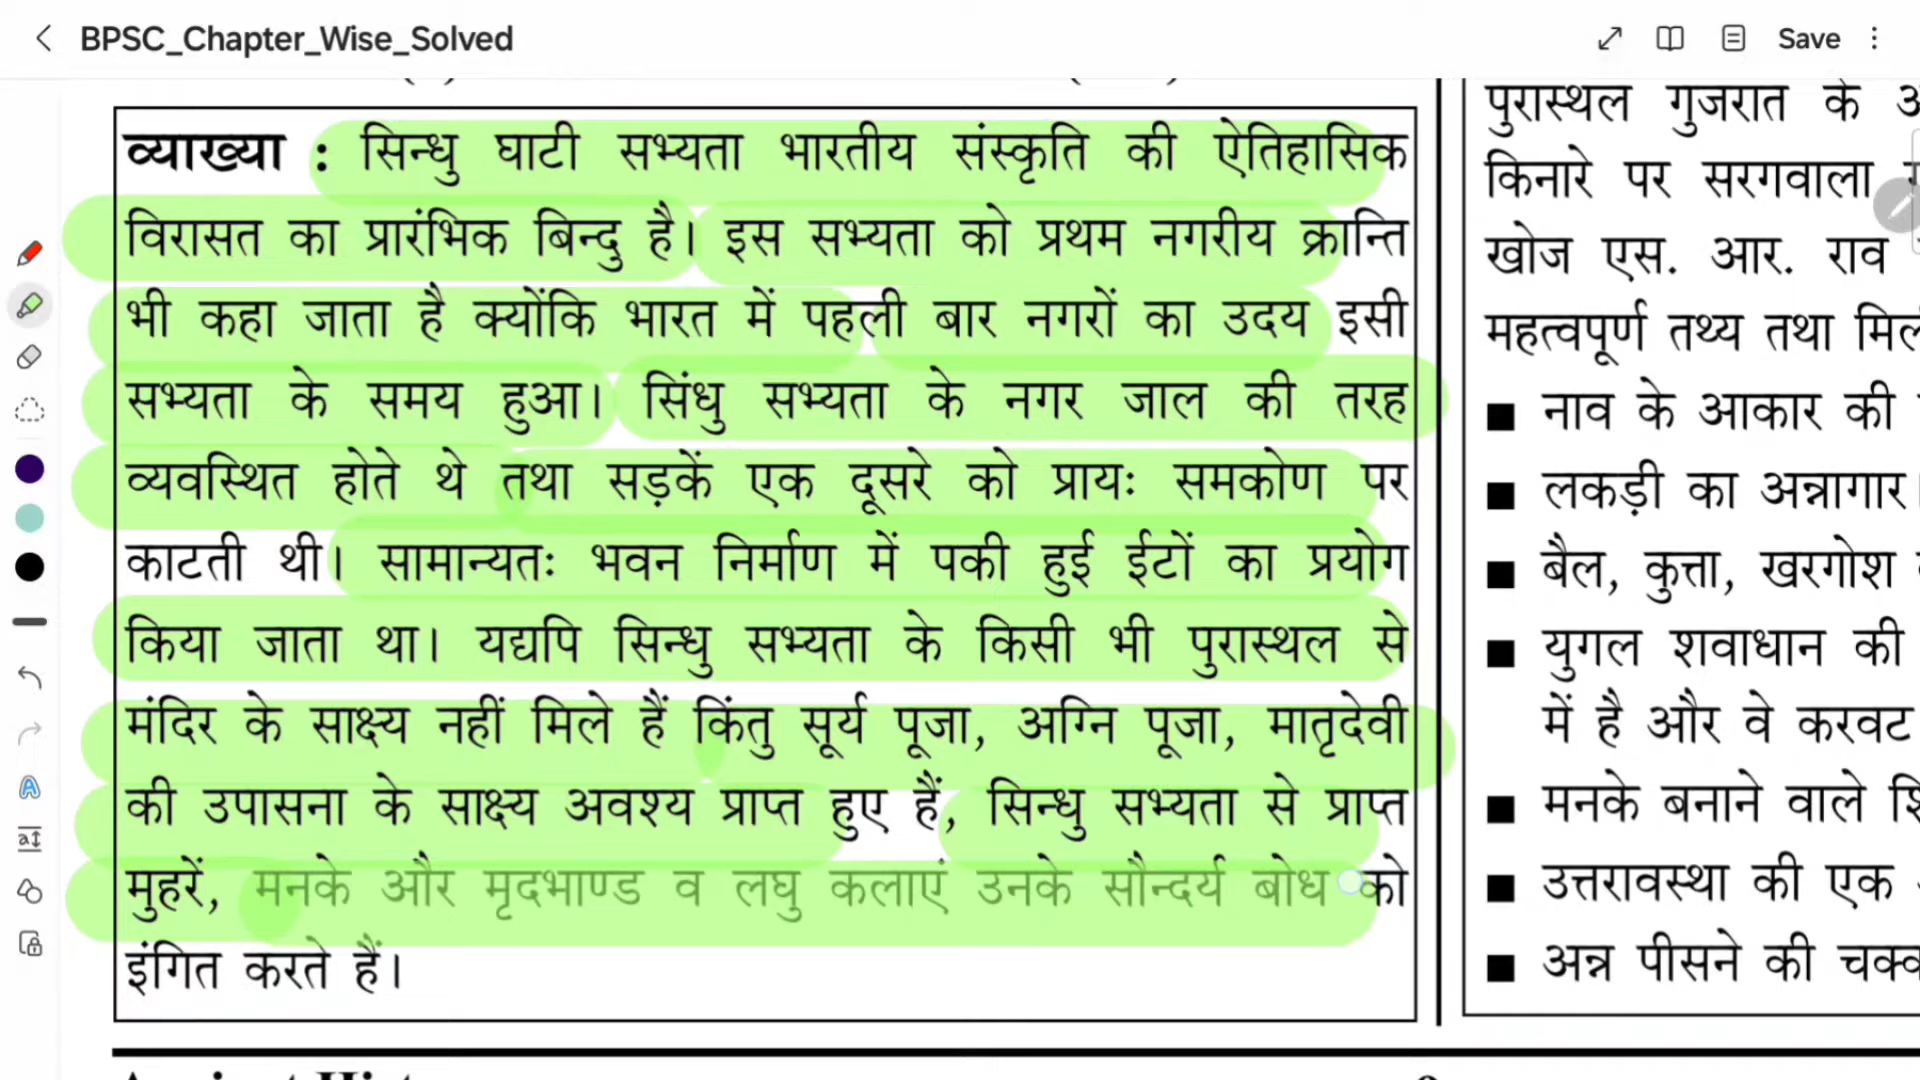 BPSC_Chapter_Wise_Solved
Save
व्याख्या : सिन्धु घाटी सभ्यता भारतीय संस्कृति की ऐतिहासिक
विरासत का प्रारंभिक बिन्दु है। इस सभ्यता को प्रथम नगरीय क्रान्ति
भी कहा जाता है क्योंकि भारत में पहली बार नगरों का उदय इसी
सभ्यता के समय हुआ। सिंधु सभ्यता के नगर जाल की तरह
व्यवस्थित होते थे तथा सड़कें एक दूसरे को प्रायः समकोण पर
काटती थी। सामान्यतः भवन निर्माण में पकी हुई ईटों का प्रयोग
किया जाता था। यद्यपि सिन्धु सभ्यता के किसी भी पुरास्थल से
मंदिर के साक्ष्य नहीं मिले हैं किंतु सूर्य पूजा, अग्नि पूजा, मातृदेवी
की उपासना के साक्ष्य अवश्य प्राप्त हुए हैं, सिन्धु सभ्यता से प्राप्त
मुहरें, मनके और मृदभाण्ड व लघु कलाएं उनके सौन्दर्य बोध को
इंगित करते हैं।
पुरास्थल गुजरात के
किनारे पर सरगवाला
खोज एस. आर. राव
महत्वपूर्ण तथ्य तथा
■ नाव के आकार की
■ लकड़ी का अन्नागार।
■ बैल, कुत्ता, खरगोश
■ युगल शवाधान की
में है और वे करवट
■ मनके बनाने वाले
■ उत्तरावस्था की एक
■ अन्न पीसने की